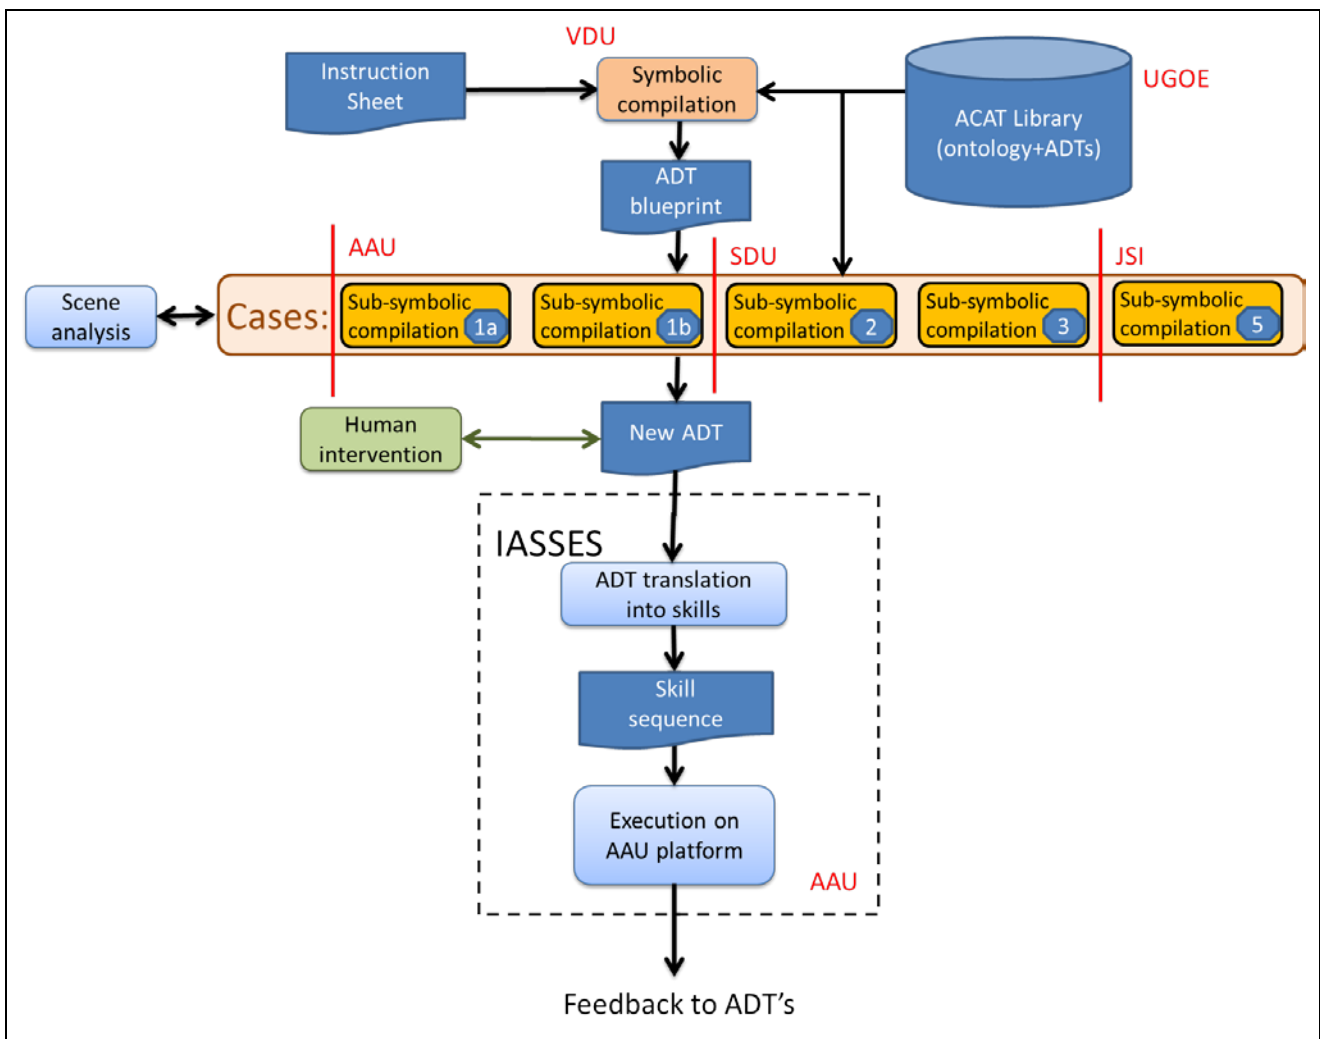 VDU
Instruction
Sheet
Symbolic
compilation
UGOE
ACAT Library
(ontology+ADTs)
ADT
blueprint
AAU
SDU
JSI
Scene
analysis
Cases:
Sub-symbolic
compilation 1a
Sub-symbolic
compilation 1b
Sub-symbolic
compilation 2
Sub-symbolic
compilation 3
Sub-symbolic
compilation 5
Human
intervention
New ADT
IASSES
ADT translation
into skills
Skill
sequence
Execution on
AAU platform
AAU
Feedback to ADT's